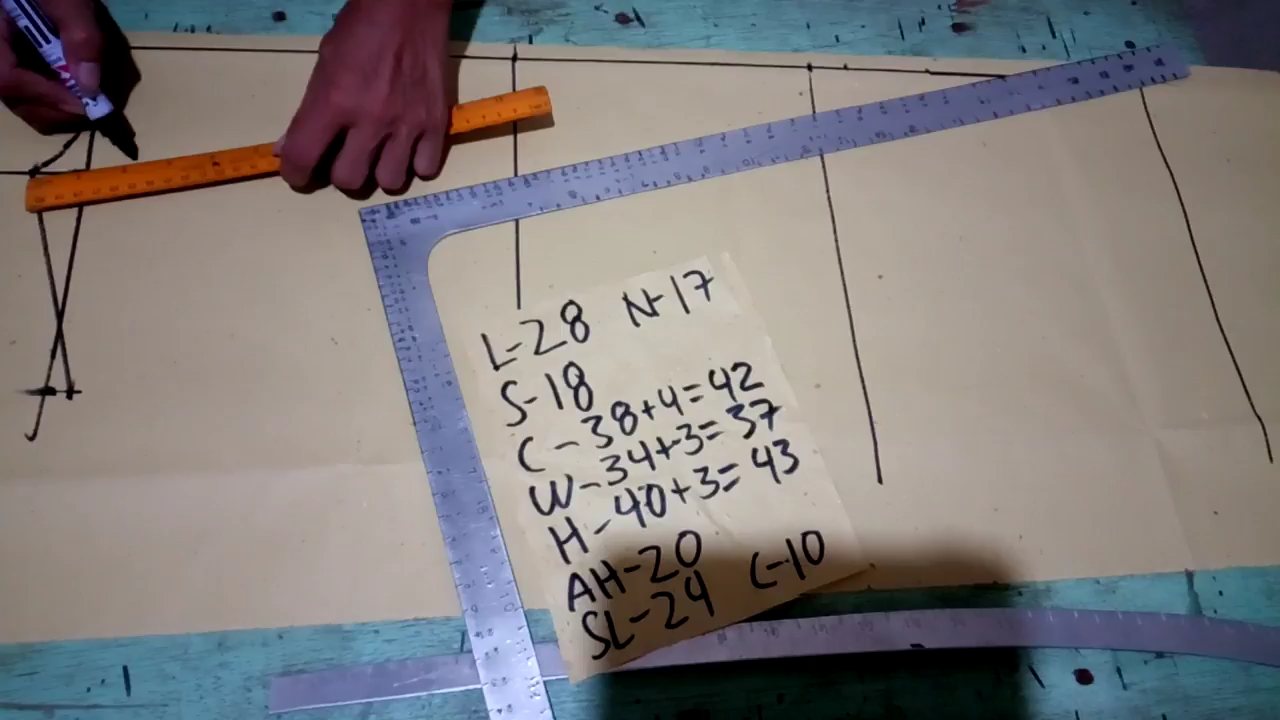 L-28 N-17
S-18
C-38+4=42
W-34+3=37
H-40+3=43
AH-20
SL-24 C-10